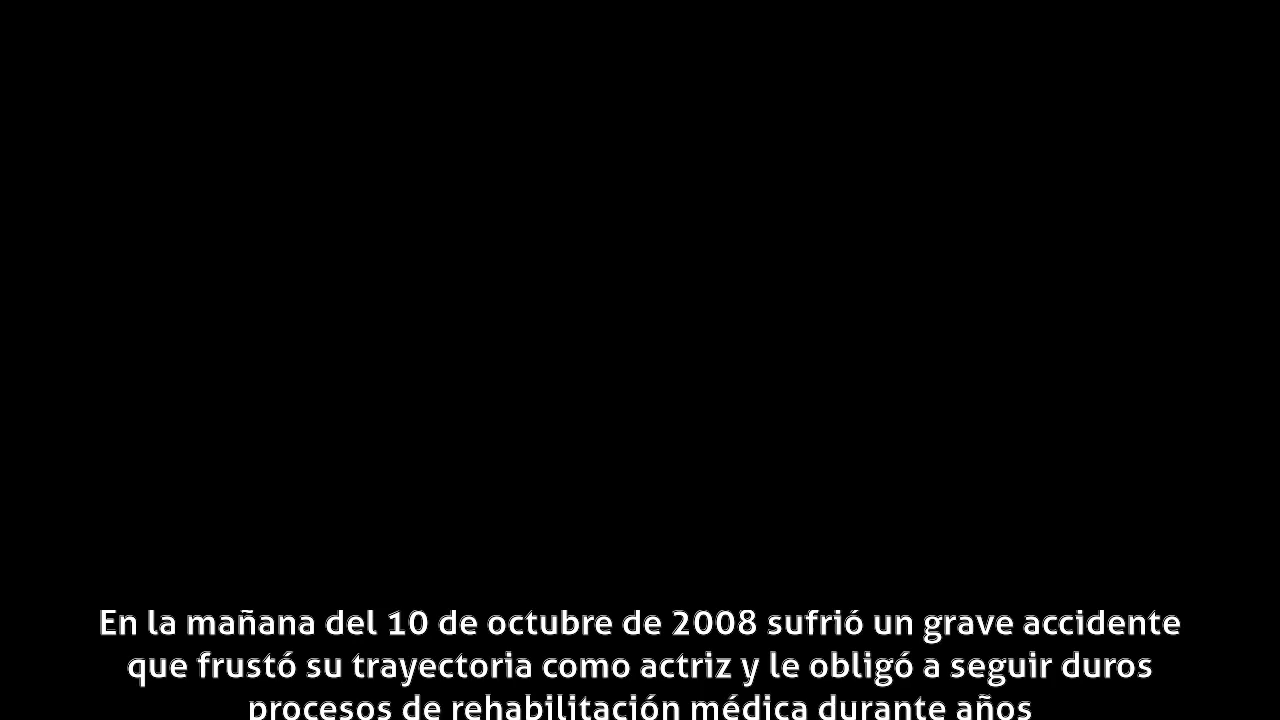 En la mañana del 10 de octubre de 2008 sufrió un grave accidente
que frustó su trayectoria como actriz y le obligó a seguir duros
procesos de rehabilitación médica durante años